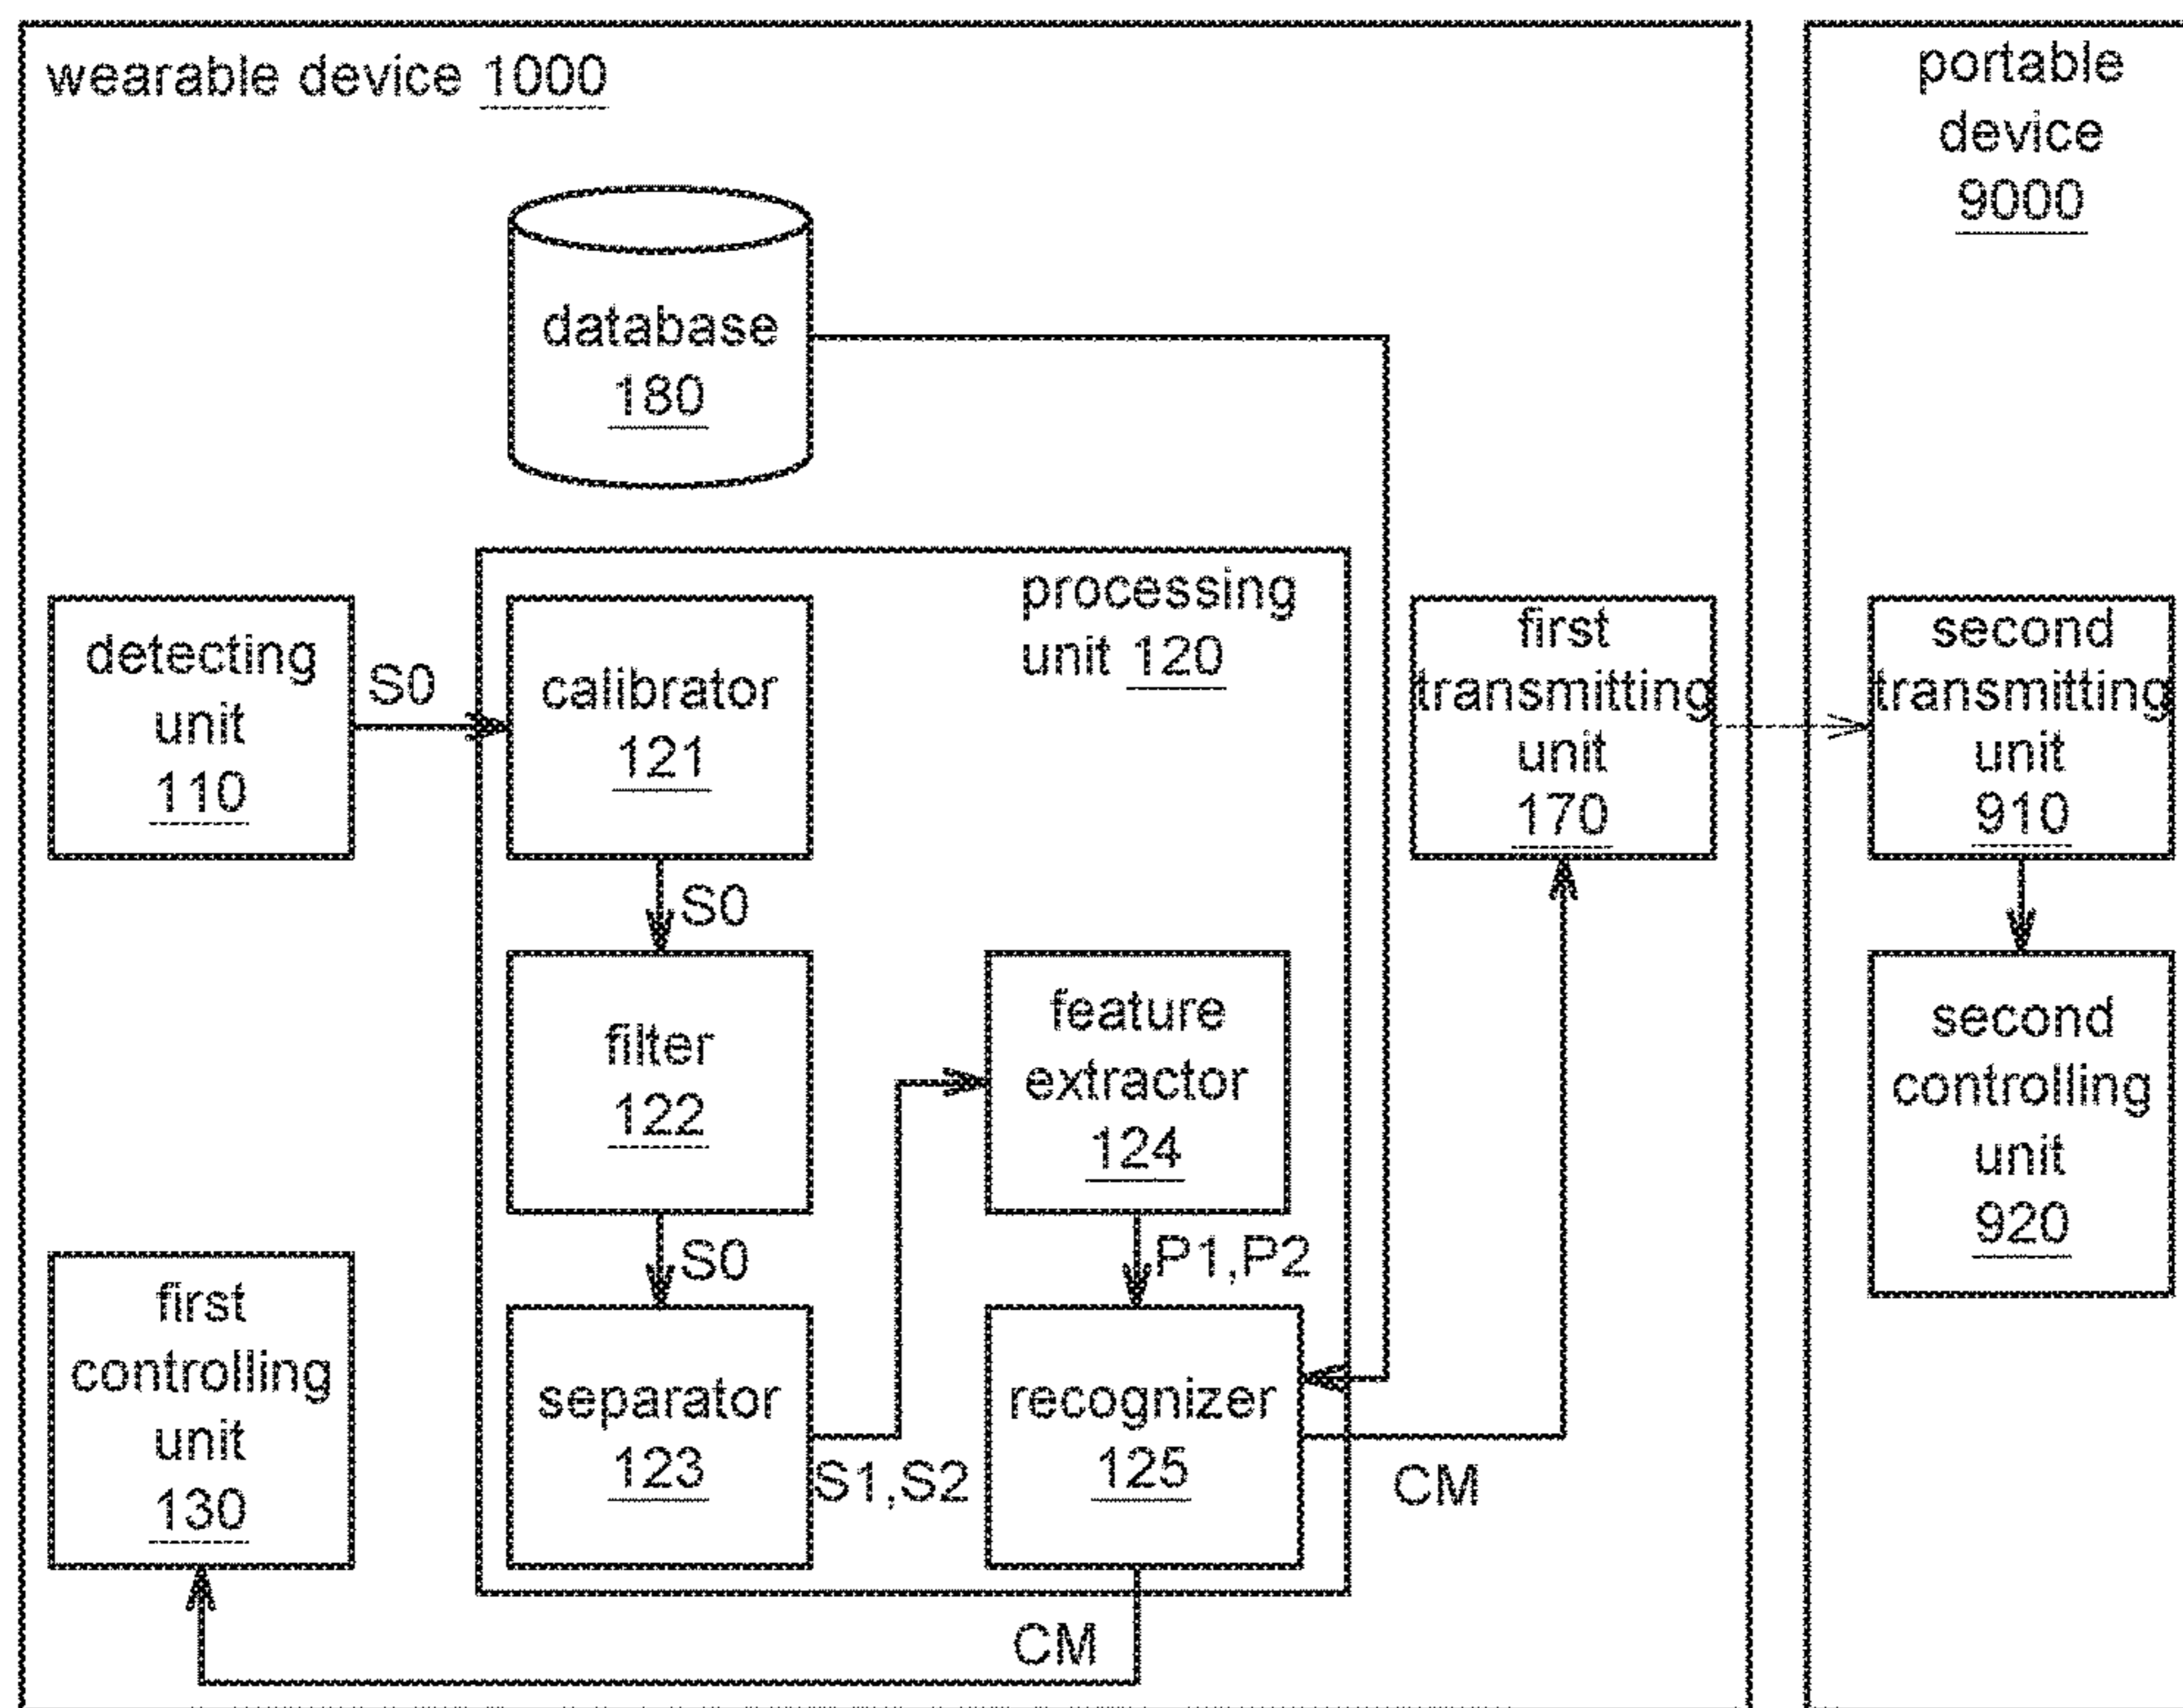 wearable device 1000
portable
device
9000
database
180
processing
unit 120
detecting
unit
110
S0
calibrator
121
first
transmitting
unit
170
second
transmitting
unit
910
S0
filter
122
feature
extractor
124
second
controlling
unit
920
S0
P1,P2
first
controlling
unit
130
separator
123
S1,S2
recognizer
125
CM
CM